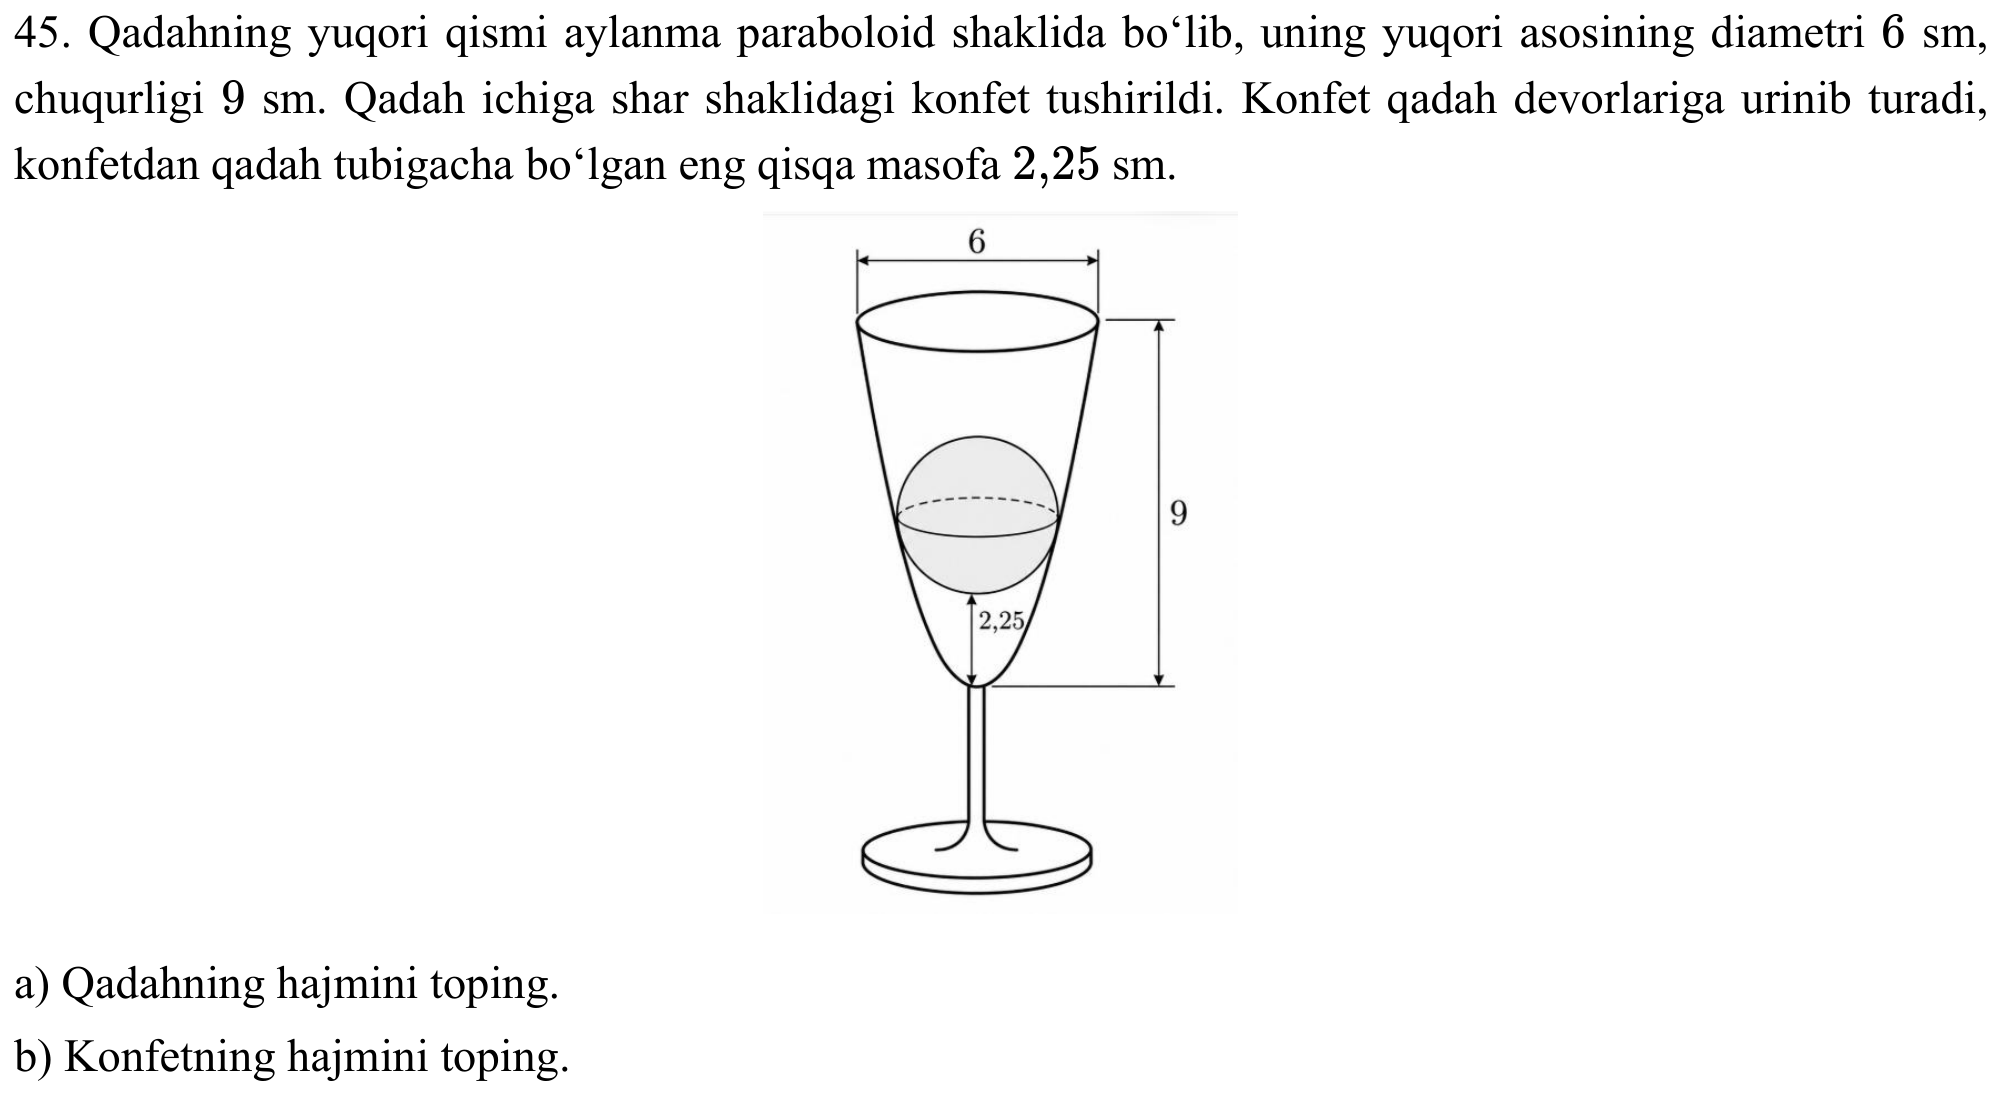 45. Qadahning yuqori qismi aylanma paraboloid shaklida bo‘lib, uning yuqori asosining diametri 6 sm,
chuqurligi 9 sm. Qadah ichiga shar shaklidagi konfet tushirildi. Konfet qadah devorlariga urinib turadi,
konfetdan qadah tubigacha bo‘lgan eng qisqa masofa 2,25 sm.
6
9
2,25
a) Qadahning hajmini toping.
b) Konfetning hajmini toping.